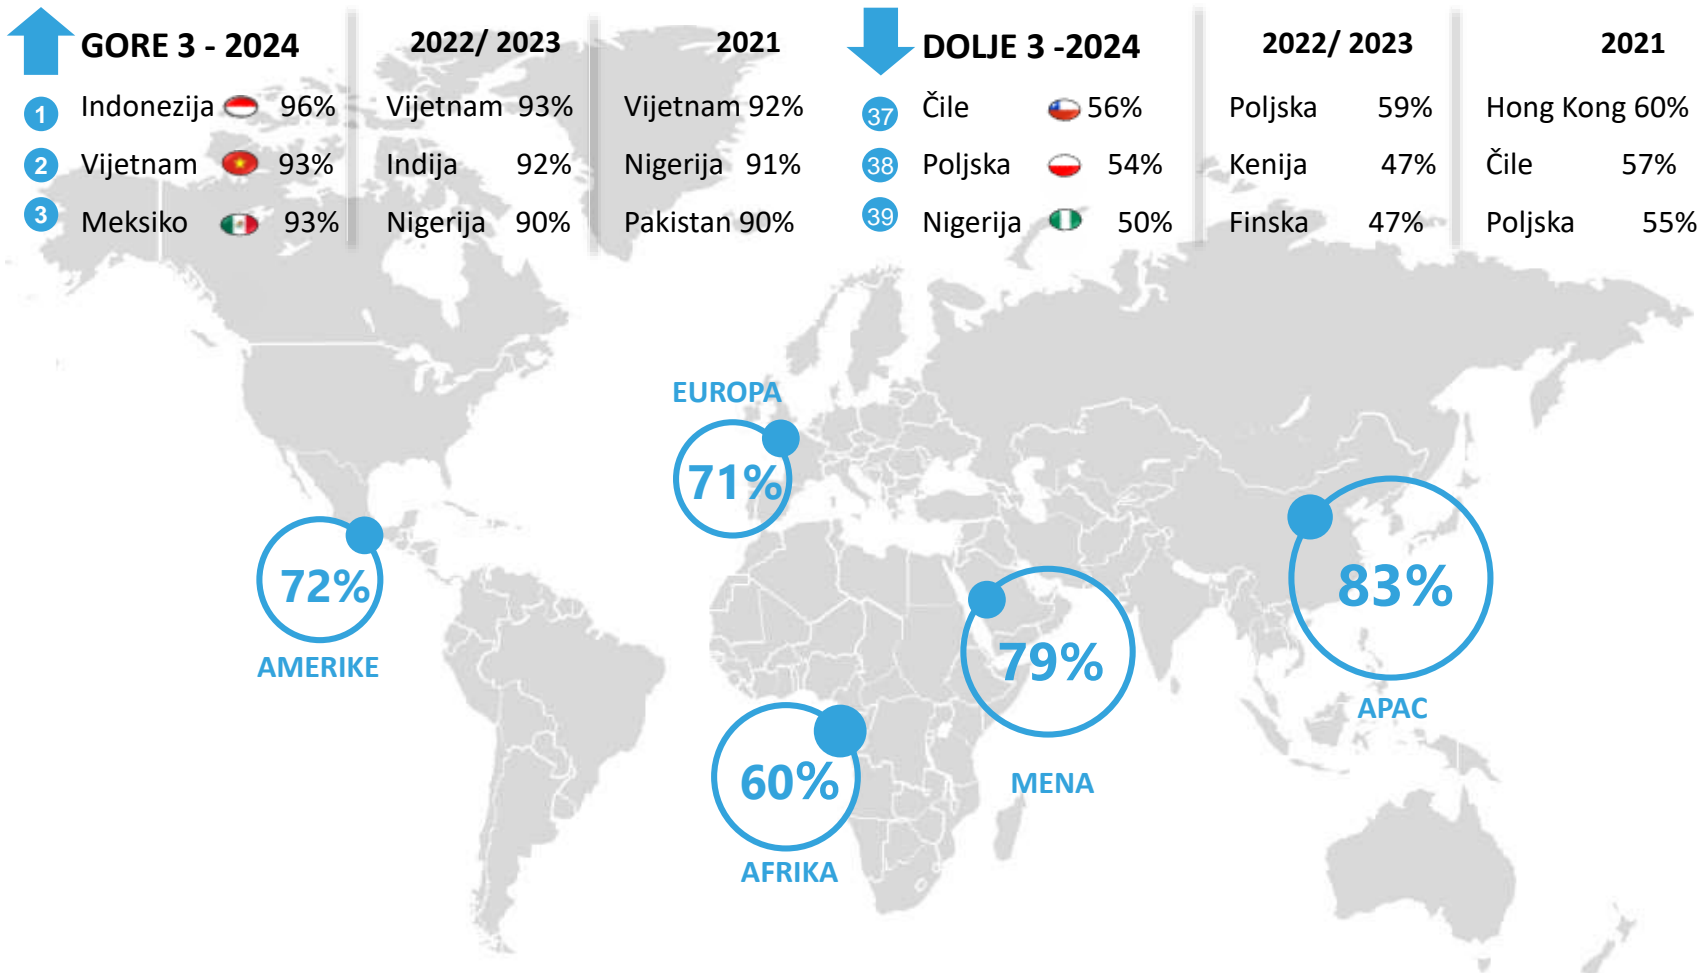 GORE 3 - 2024 2022/ 2023 2021
1 Indonezija 96% Vijetnam 93% Vijetnam 92%
2 Vijetnam 93% Indija 92% Nigerija 91%
3 Meksiko 93% Nigerija 90% Pakistan 90%
DOLJE 3 -2024 2022/ 2023 2021
37 Čile 56% Poljska 59% Hong Kong 60%
38 Poljska 54% Kenija 47% Čile 57%
39 Nigerija 50% Finska 47% Poljska 55%
EUROPA
71%
72%
AMERIKE
83%
APAC
79%
MENA
60%
AFRIKA